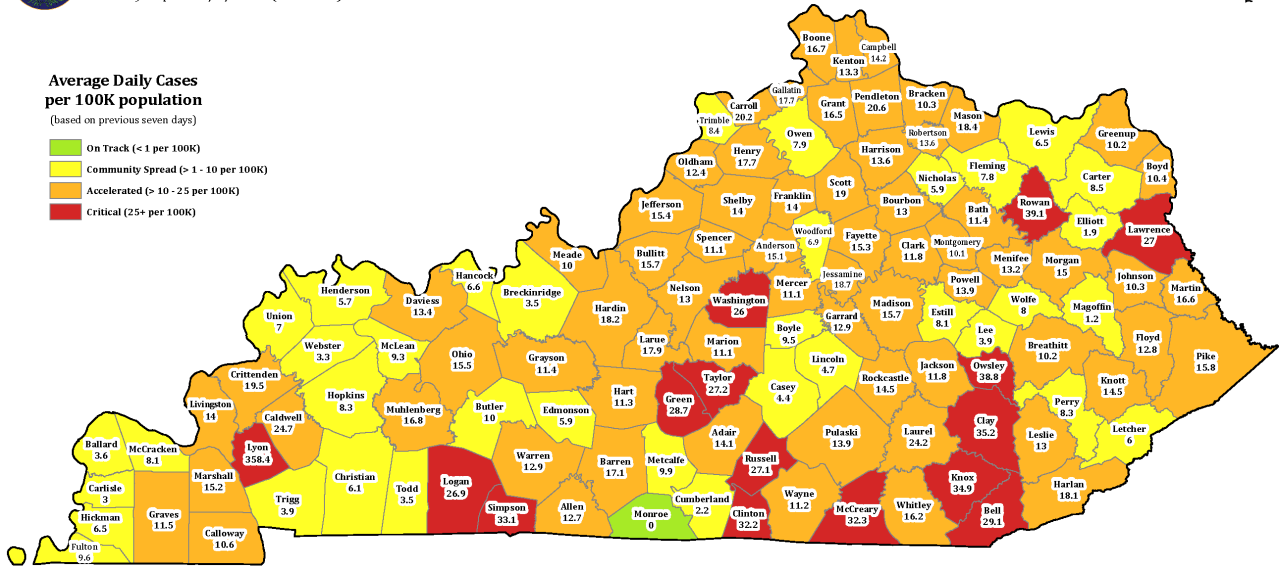 Average Daily Cases
per 100K population
(based on previous seven days)
On Track (< 1 per 100K)
Community Spread (> 1 - 10 per 100K)
Accelerated (> 10 - 25 per 100K)
Critical (25+ per 100K)
Boone
16.7
Kenton
13.3
Campbell
14.2
Gallatin
17.7
Carroll
20.2
Trimble
8.4
Grant
16.5
Pendleton
20.6
Bracken
10.3
Mason
18.4
Robertson
13.6
Owen
7.9
Henry
17.7
Oldham
12.4
Harrison
13.6
Lewis
6.5
Greenup
10.2
Boyd
10.4
Fleming
7.8
Carter
8.5
Nicholas
5.9
Scott
19
Franklin
14
Shelby
14
Jefferson
15.4
Bourbon
13
Bath
11.4
Rowan
39.1
Elliott
1.9
Lawrence
27
Woodford
6.9
Fayette
15.3
Clark
11.8
Montgomery
10.1
Menifee
13.2
Morgan
15
Spencer
11.1
Anderson
15.1
Bullitt
15.7
Meade
10
Hancock
6.6
Breckinridge
3.5
Jessamine
18.7
Mercer
11.1
Nelson
13
Washington
26
Powell
13.9
Johnson
10.3
Martin
16.6
Henderson
5.7
Daviess
13.4
Union
7
Hardin
18.2
Madison
15.7
Garrard
12.9
Estill
8.1
Wolfe
8
Magoffin
1.2
Boyle
9.5
Lee
3.9
Breathitt
10.2
Floyd
12.8
Pike
15.8
Webster
3.3
McLean
9.3
Ohio
15.5
Grayson
11.4
Larue
17.9
Marion
11.1
Lincoln
4.7
Rockcastle
14.5
Jackson
11.8
Owsley
38.8
Knott
14.5
Crittenden
19.5
Taylor
27.2
Green
28.7
Casey
4.4
Hart
11.3
Hopkins
8.3
Muhlenberg
16.8
Butler
10
Edmonson
5.9
Perry
8.3
Livingston
14
Caldwell
24.7
Lyon
358.4
Adair
14.1
Pulaski
13.9
Laurel
24.2
Clay
35.2
Leslie
13
Letcher
6
Ballard
3.6
McCracken
8.1
Warren
12.9
Barren
17.1
Metcalfe
9.9
Russell
27.1
Marshall
15.2
Christian
6.1
Todd
3.5
Logan
26.9
Knox
34.9
Harlan
18.1
Carlisle
3
Trigg
3.9
Simpson
33.1
Allen
12.7
Monroe
0
Cumberland
2.2
Clinton
32.2
Wayne
11.2
McCreary
32.3
Whitley
16.2
Bell
29.1
Hickman
6.5
Graves
11.5
Calloway
10.6
Fulton
9.6